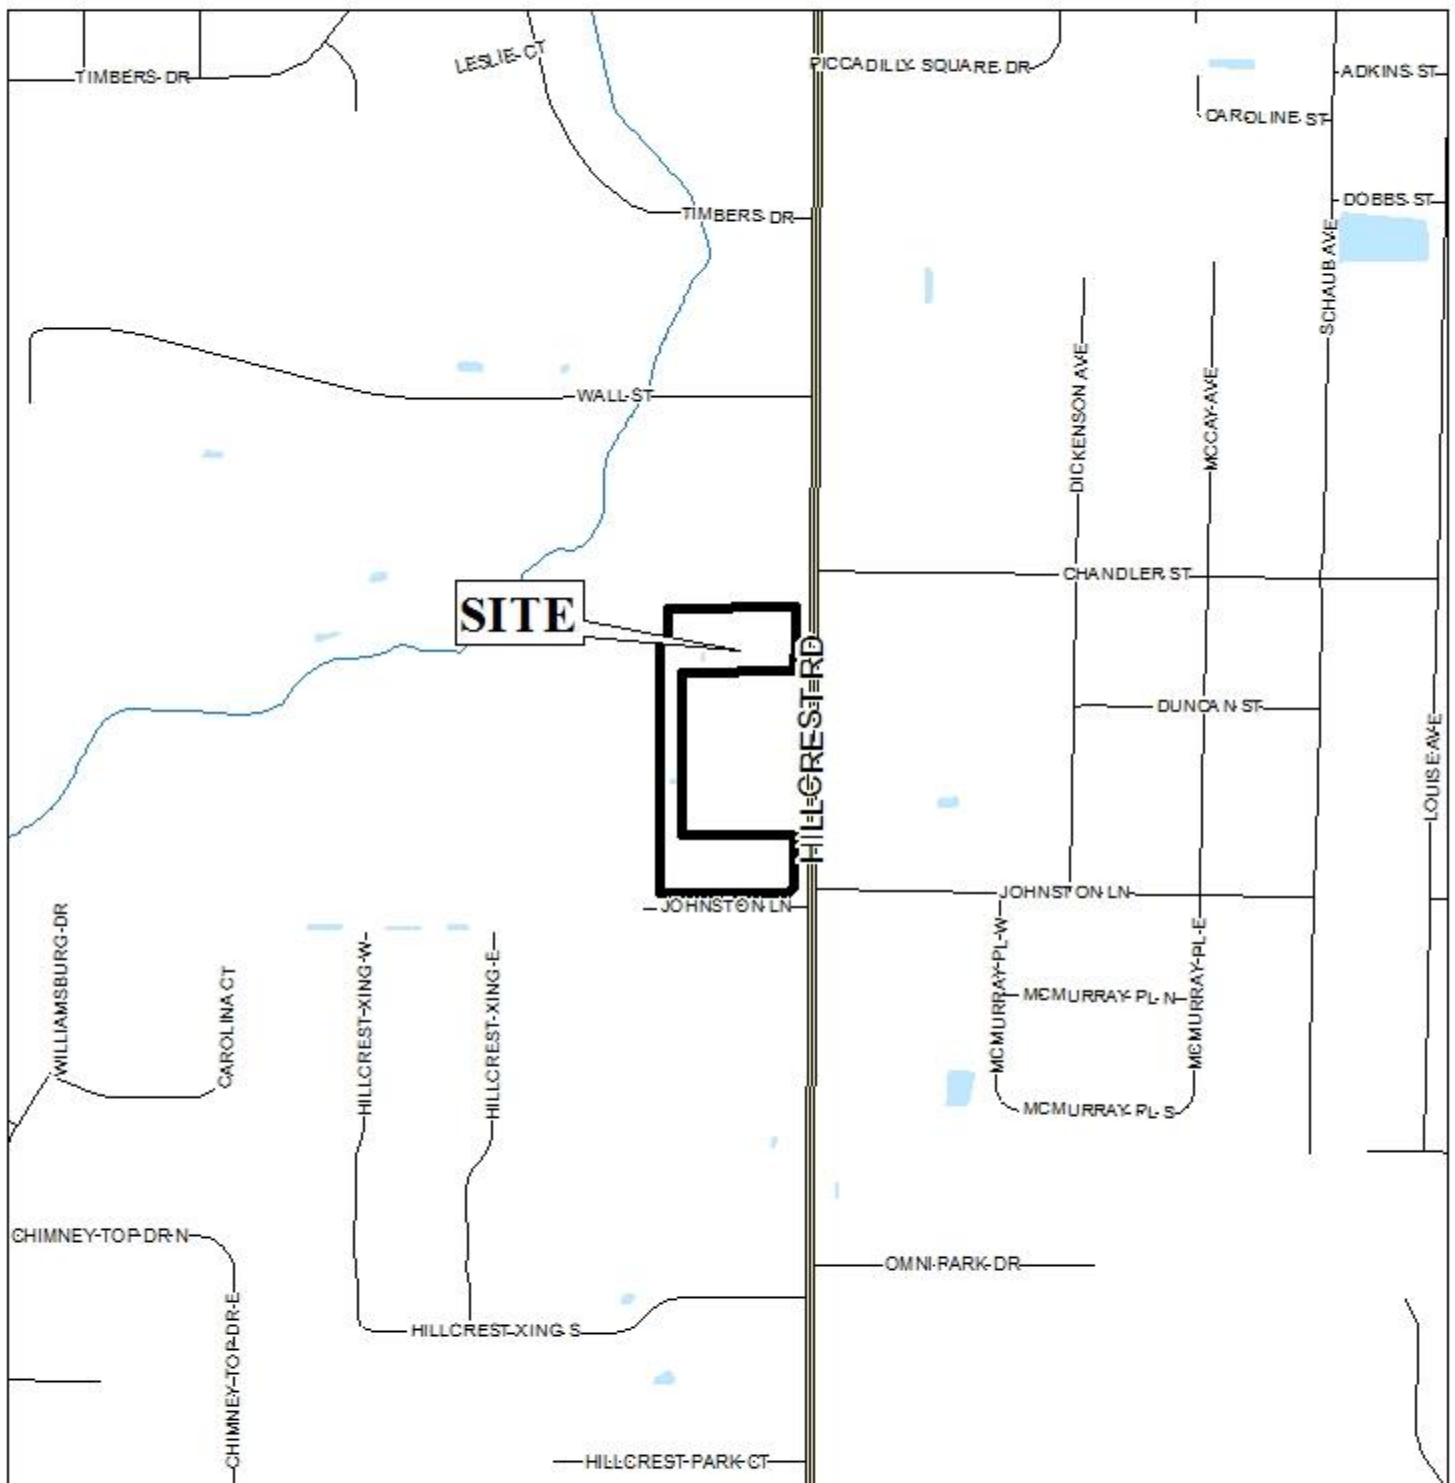 LESLIE CT
PICCADILLY SQUARE DR
TIMBERS DR
ADKINS ST
CAROLINE ST
DOBBS ST
TIMBERS DR
SCHAUB AVE
WALL ST
DICKENSON AVE
MCCAY AVE
CHANDLER ST
SITE
HILLCREST RD
DUNCAN ST
LOUISE AVE
JOHNSTON LN
JOHNSTON LN
WILLIAMSBURG DR
CAROLINA CT
HILLCREST XING W
HILLCREST XING E
MCMURRAY PL W
MCMURRAY PL N
MCMURRAY PL E
MCMURRAY PL S
CHIMNEY TOP DR N
OMNI PARK DR
CHIMNEY TOP DR E
HILLCREST XING S
HILLCREST PARK CT